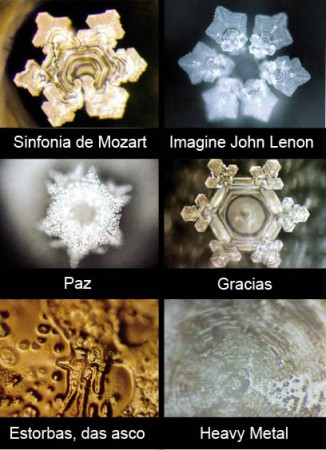 Sinfonia de Mozart
Imagine John Lenon
Paz
Gracias
Estorbas, das asco
Heavy Metal